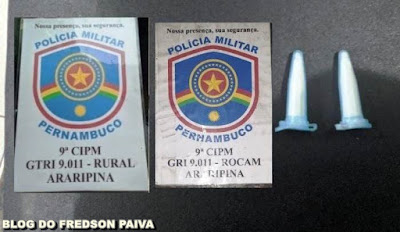 Nossa presença, sua segurança.
POLÍCIA MILITAR
PERNAMBUCO
9ª CIPM
GTRI 9.011 - RURAL
ARARIPINA
Nossa presença, sua segurança.
POLÍCIA MILITAR
PERNAMBUCO
9ª CIPM
GRI 9.011 - ROCAM
ARARIPINA
BLOG DO FREDSON PAIVA